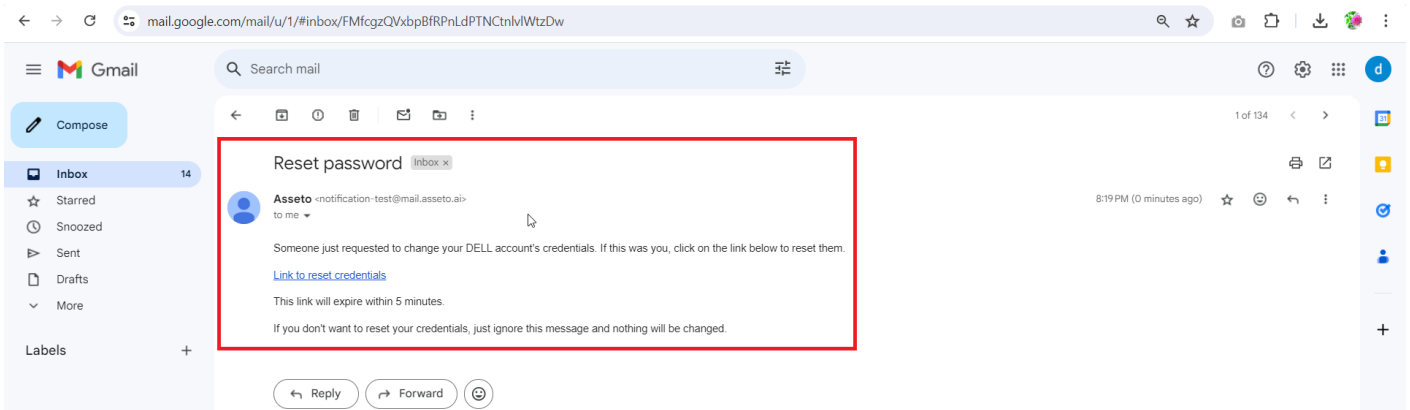 mail.google.com/mail/u/1/#inbox/FMfcgzQVxbpBfRPnLdPTNCtnlvlWtzDw
Gmail
Search mail
d
Compose
1 of 134
31
Reset password Inbox ×
Inbox 14
Asseto <notification-test@mail.asseto.ai> 8:19 PM (0 minutes ago)
Starred
to me
Snoozed
Someone just requested to change your DELL account's credentials. If this was you, click on the link below to reset them.
Sent
Link to reset credentials
Drafts
This link will expire within 5 minutes.
More
If you don't want to reset your credentials, just ignore this message and nothing will be changed.
Labels
Reply Forward